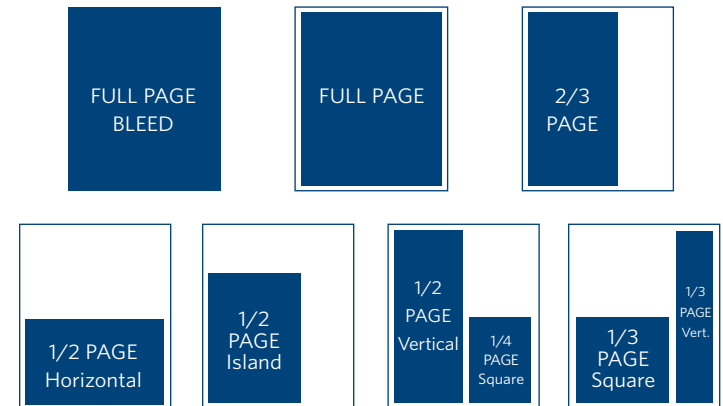 FULL PAGE
BLEED
FULL PAGE
2/3
PAGE
1/2 PAGE
Horizontal
1/2
PAGE
Island
1/2
PAGE
Vertical
1/4
PAGE
Square
1/3
PAGE
Square
1/3
PAGE
Vert.